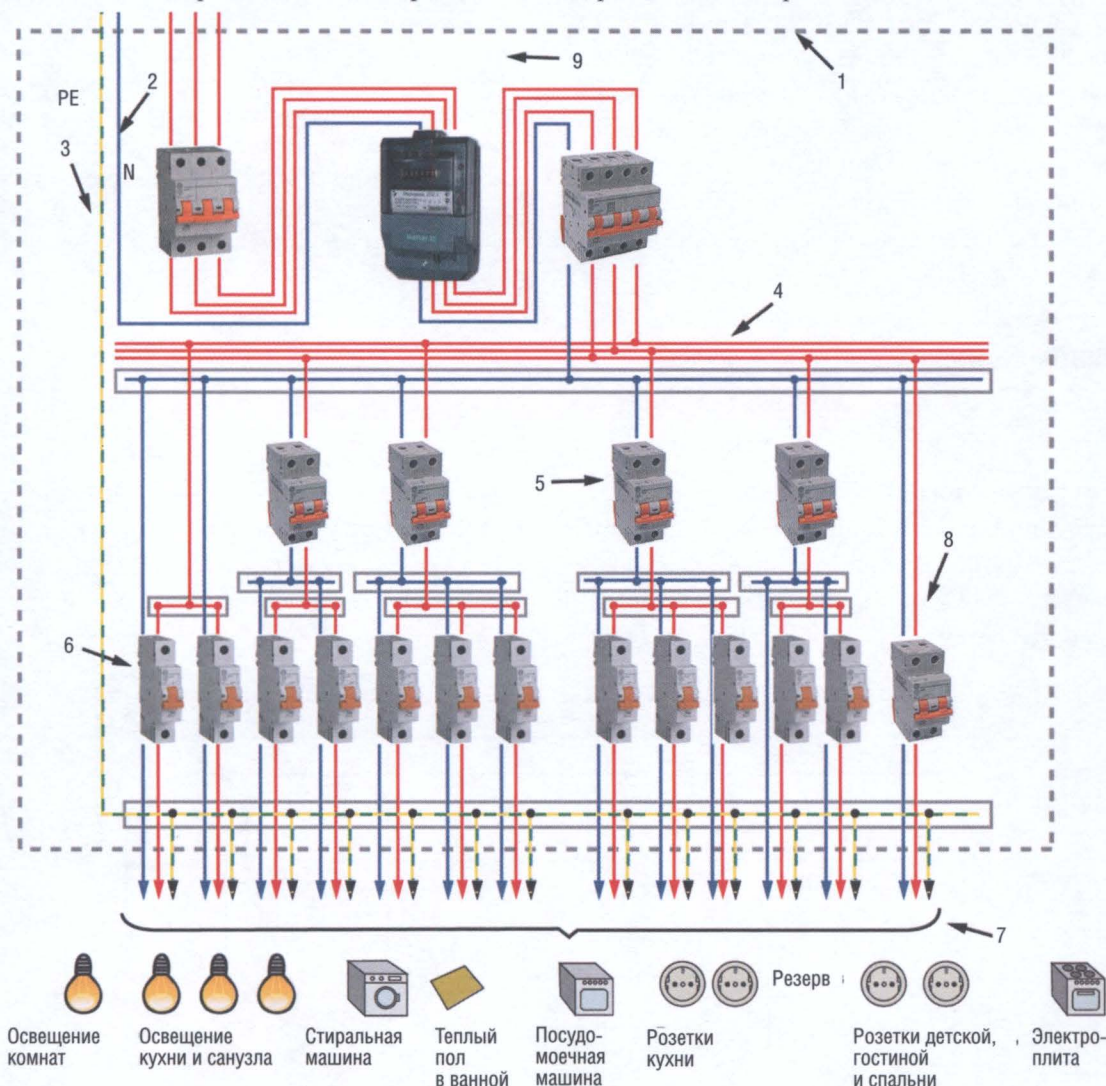 9
1
2
PE
3
N
4
5
8
6
7
Резерв
Освещение
комнат
Освещение
кухни и санузла
Стиральная
машина
Теплый
пол
в ванной
Посудо-
моечная
машина
Розетки
кухни
Розетки детской,
гостиной
и спальни
Электро-
плита